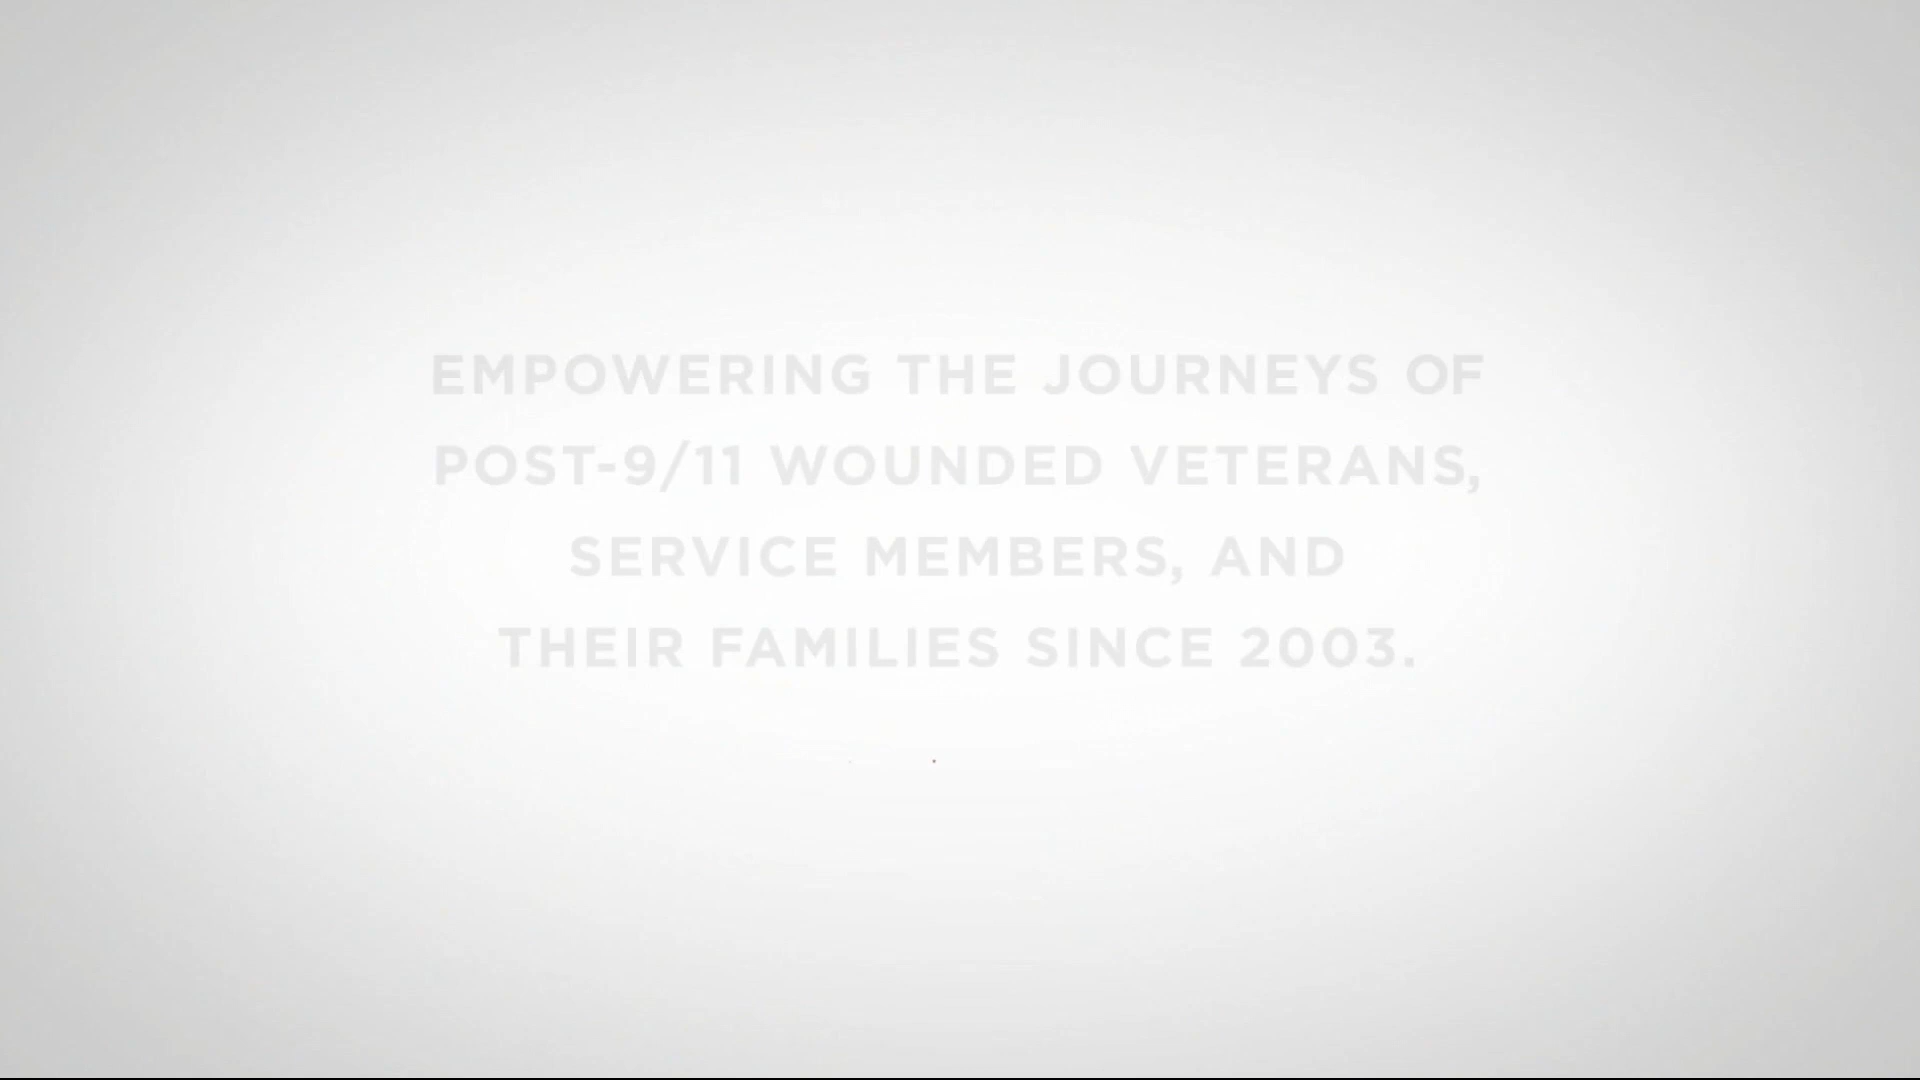 EMPOWERING THE JOURNEYS OF
POST-9/11 WOUNDED VETERANS,
SERVICE MEMBERS, AND
THEIR FAMILIES SINCE 2003.